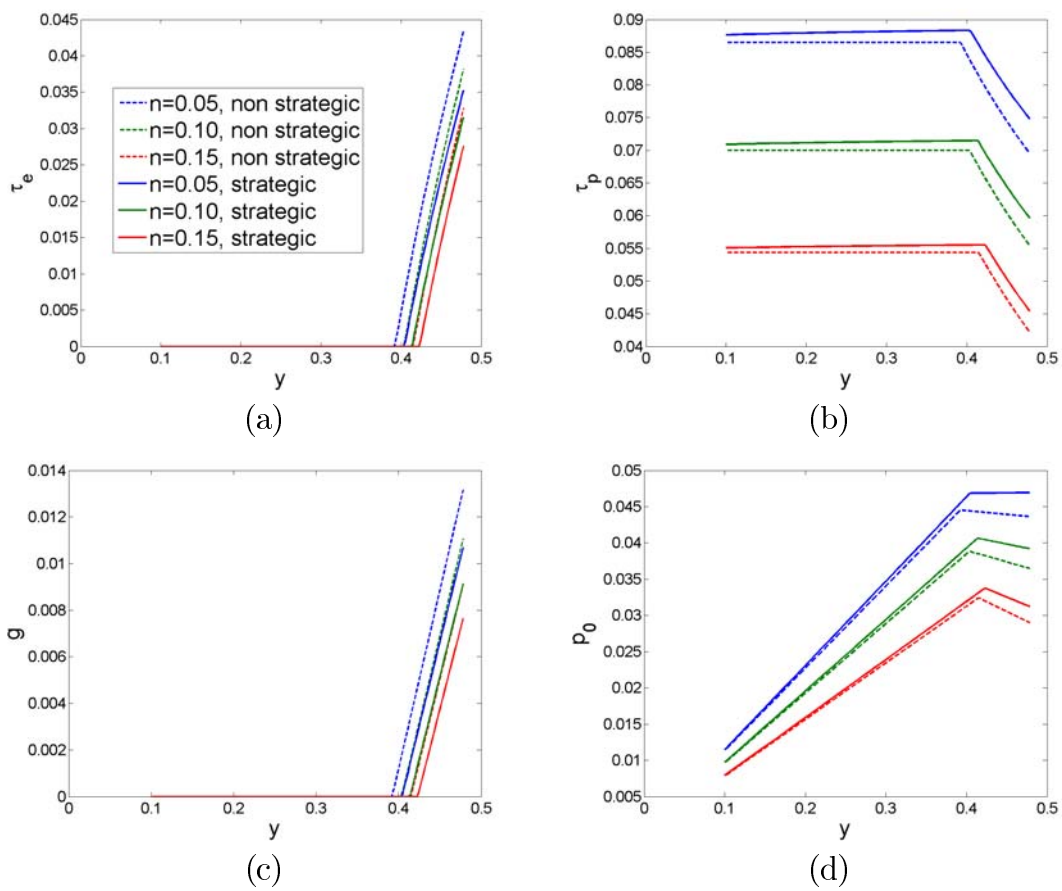 0.045
0.04
0.035
0.03
0.025
0.02
0.015
0.01
0.005
0
τe
n=0.05, non strategic
n=0.10, non strategic
n=0.15, non strategic
n=0.05, strategic
n=0.10, strategic
n=0.15, strategic
0 0.1 0.2 0.3 0.4 0.5
y
(a)
0.09
0.085
0.08
0.075
0.07
0.065
0.06
0.055
0.05
0.045
0.04
τp
0 0.1 0.2 0.3 0.4 0.5
y
(b)
0.014
0.012
0.01
0.008
0.006
0.004
0.002
0
g
0 0.1 0.2 0.3 0.4 0.5
y
(c)
0.05
0.045
0.04
0.035
0.03
0.025
0.02
0.015
0.01
0.005
p0
0 0.1 0.2 0.3 0.4 0.5
y
(d)